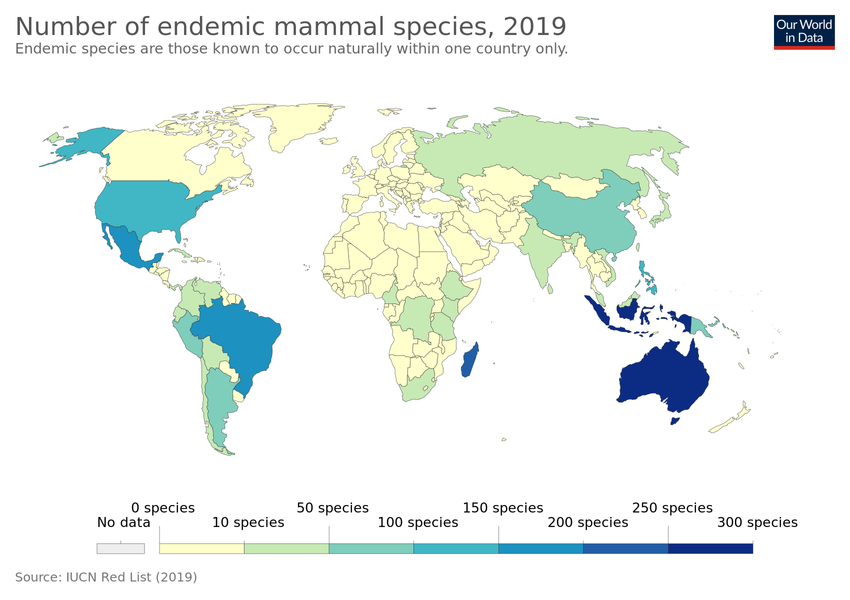 Number of endemic mammal species, 2019
Endemic species are those known to occur naturally within one country only.
Our World
in Data
0 species 50 species 150 species 250 species
No data 10 species 100 species 200 species 300 species
Source: IUCN Red List (2019)